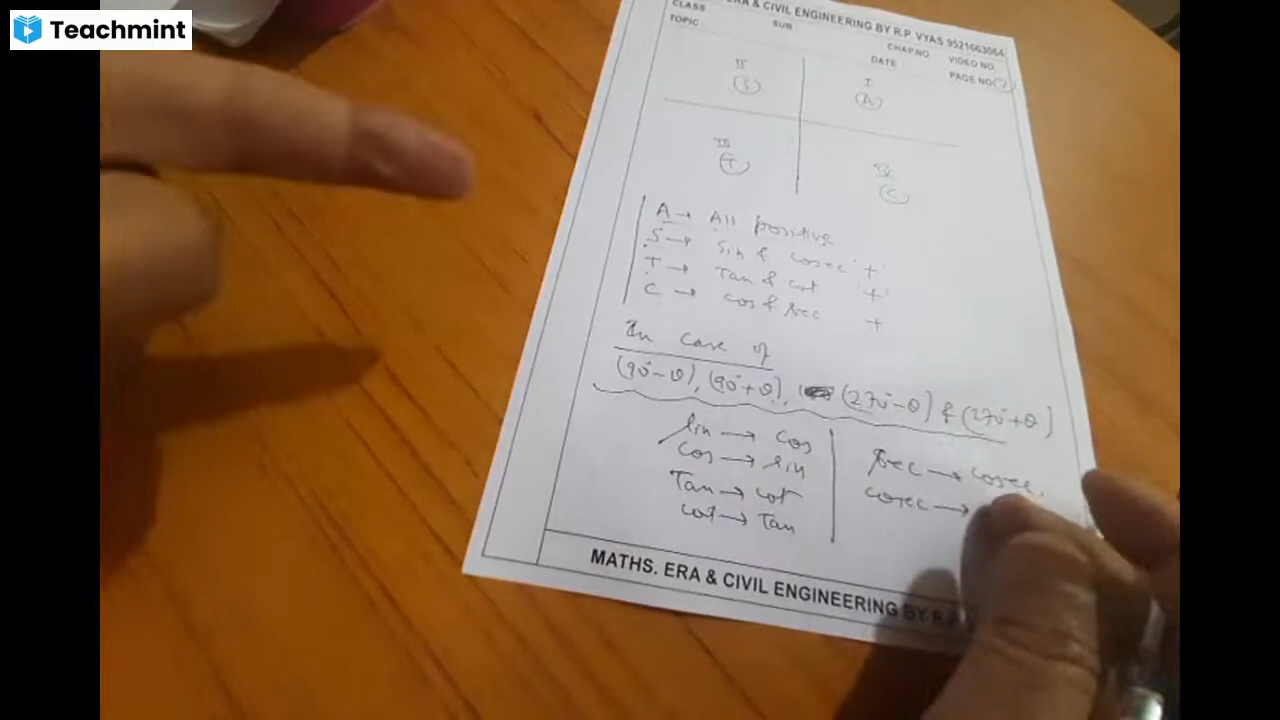 Teachmint
ERA & CIVIL ENGINEERING BY R.P. VYAS 9521663064
CLASS SUB CHAP.NO. VIDEO NO.
TOPIC DATE PAGE NO
II I
S A
III IV
T C
A → All positive
S → Sin & cosec +
T → Tan & cot +
C → cos & sec +
In case of
(90°-θ), (90°+θ), (270°-θ) & (270°+θ)
sin → cos
cos → sin
Tan → cot
cot → Tan
sec → cosec
cosec →
MATHS. ERA & CIVIL ENGINEERING BY R.P